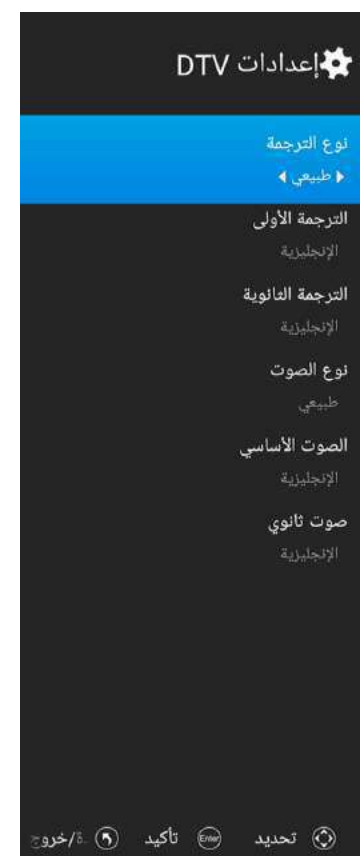 إعدادات DTV
نوع الترجمة
طبيعي
الترجمة الأولى
الإنجليزية
الترجمة الثانوية
الإنجليزية
نوع الصوت
طبيعي
الصوت الأساسي
الإنجليزية
صوت ثانوي
الإنجليزية
تحديد Enter تأكيد ة/خروج